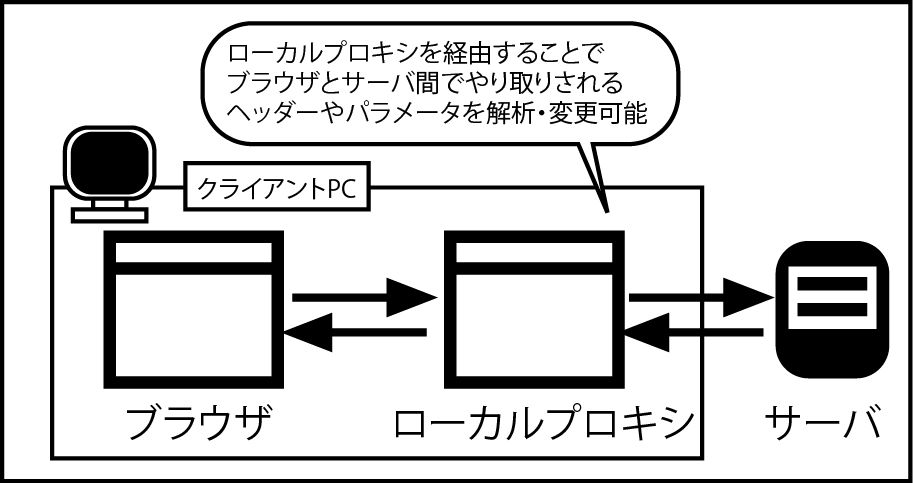 ローカルプロキシを経由することで
ブラウザとサーバ間でやり取りされる
ヘッダーやパラメータを解析・変更可能
クライアントPC
ブラウザ
ローカルプロキシ
サーバ